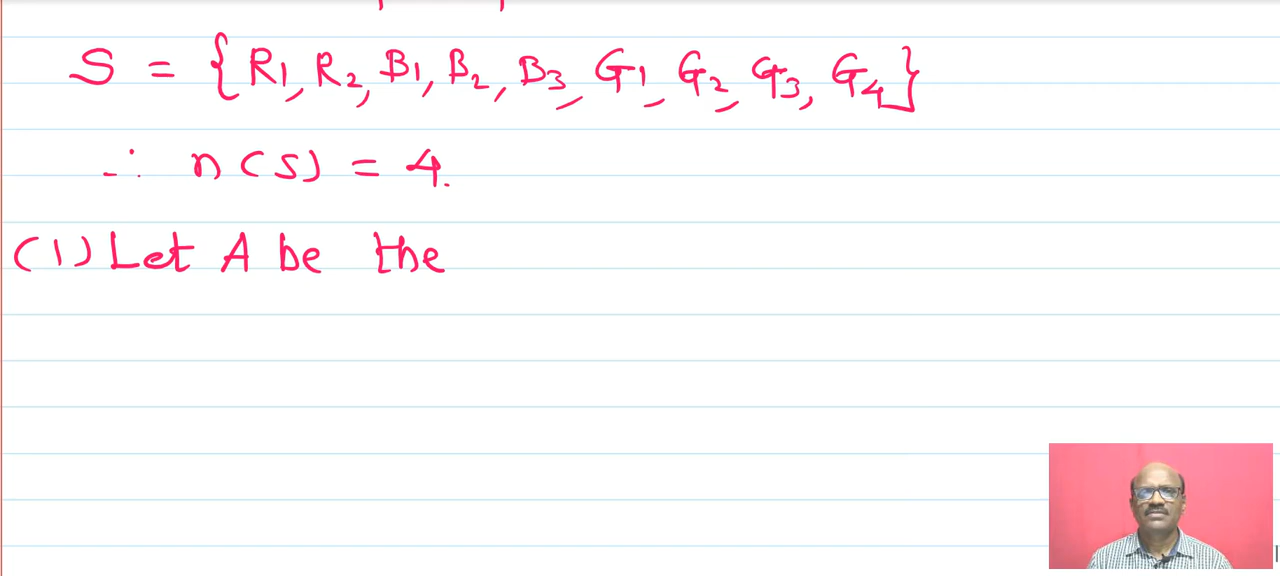 S = {R1, R2, B1, B2, B3, G1, G2, G3, G4}
∴ n(S) = 4.
(1) Let A be the